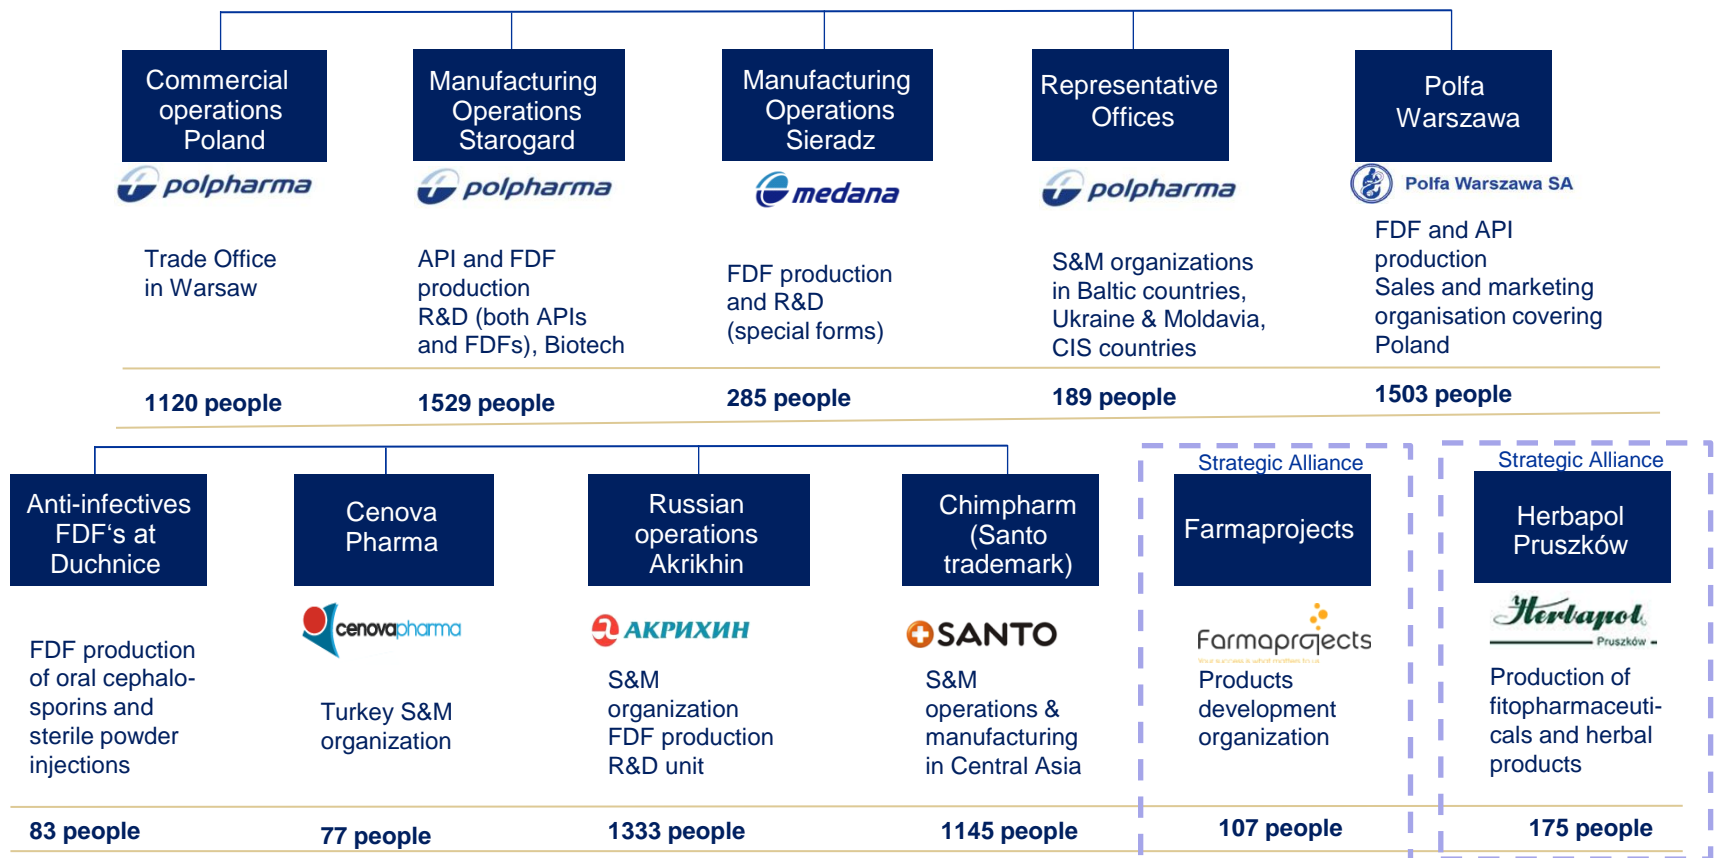 Commercial
operations
Poland
polpharma
Trade Office
in Warsaw
1120 people
Manufacturing
Operations
Starogard
polpharma
API and FDF
production
R&D (both APIs
and FDFs), Biotech
1529 people
Manufacturing
Operations
Sieradz
medana
FDF production
and R&D
(special forms)
285 people
Representative
Offices
polpharma
S&M organizations
in Baltic countries,
Ukraine & Moldavia,
CIS countries
189 people
Polfa
Warszawa
Polfa Warszawa SA
FDF and API
production
Sales and marketing
organisation covering
Poland
1503 people
Anti-infectives
FDF‘s at
Duchnice
FDF production
of oral cephalo-
sporins and
sterile powder
injections
83 people
Cenova
Pharma
cenovapharma
Turkey S&M
organization
77 people
Russian
operations
Akrikhin
АКРИХИН
S&M
organization
FDF production
R&D unit
1333 people
Chimpharm
(Santo
trademark)
SANTO
S&M
operations &
manufacturing
in Central Asia
1145 people
Strategic Alliance
Farmaprojects
Farmaprojects
Your success is what matters to us
Products
development
organization
107 people
Strategic Alliance
Herbapol
Pruszków
Herbapol
Pruszków
Production of
fitopharmaceuti-
cals and herbal
products
175 people